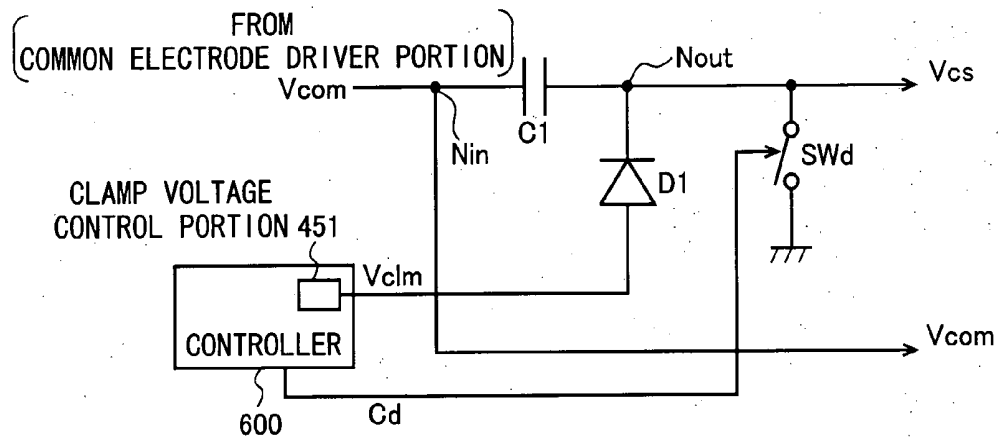 FROM
COMMON ELECTRODE DRIVER PORTION
Vcom
Nout
Vcs
C1
Nin
SWd
D1
CLAMP VOLTAGE
CONTROL PORTION 451
Vclm
CONTROLLER
Vcom
600
Cd